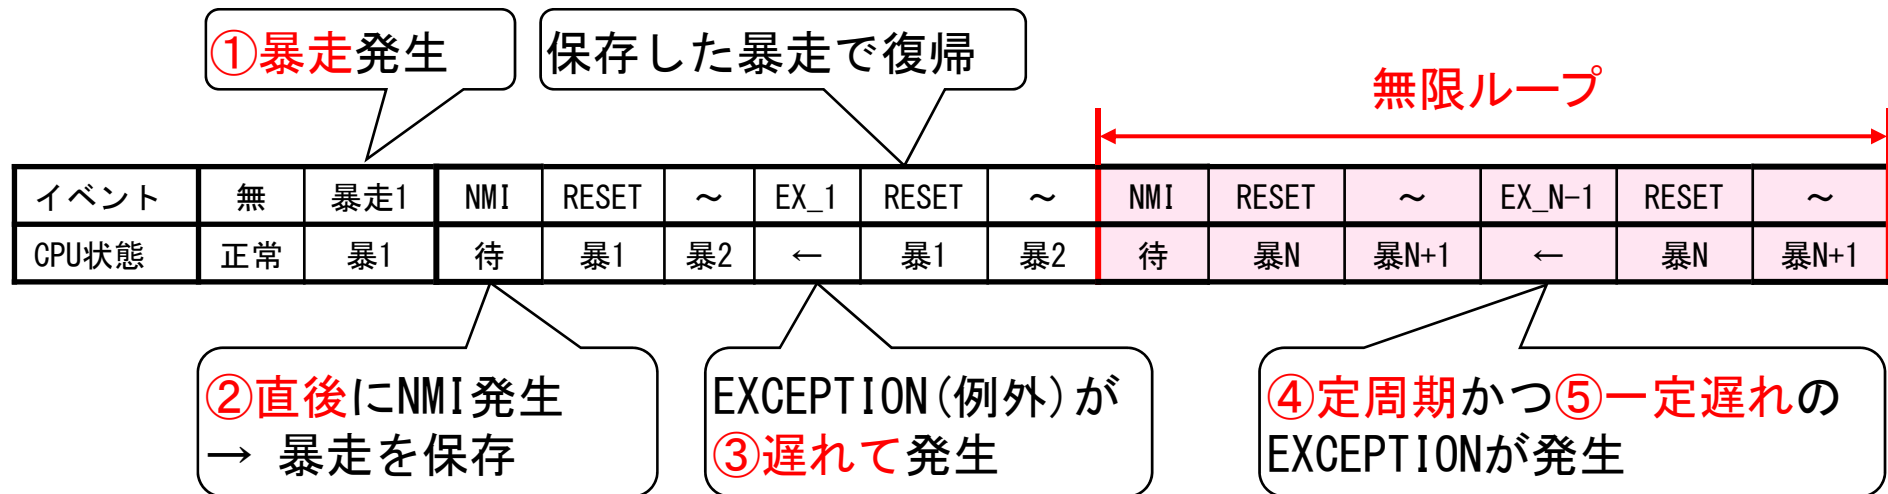 ①暴走発生
保存した暴走で復帰
無限ループ
イベント 無 暴走1 NMI RESET ～ EX_1 RESET ～ NMI RESET ～ EX_N-1 RESET ～
CPU状態 正常 暴1 待 暴1 暴2 ← 暴1 暴2 待 暴N 暴N+1 ← 暴N 暴N+1
②直後にNMI発生
→ 暴走を保存
EXCEPTION(例外)が
③遅れて発生
④定周期かつ⑤一定遅れの
EXCEPTIONが発生